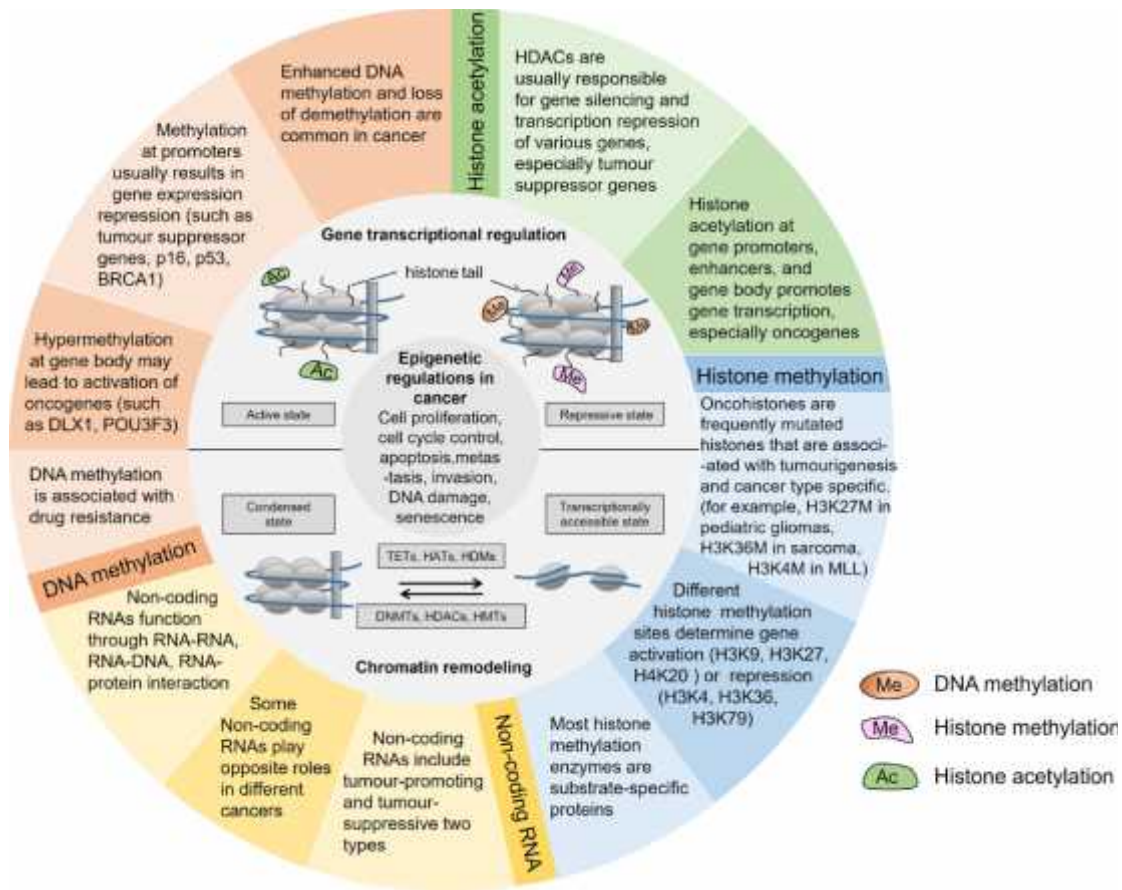 Histone acetylation
HDACs are
usually responsible
for gene silencing and
transcription repression
of various genes,
especially tumour
suppressor genes
Histone
acetylation at
gene promoters,
enhancers, and
gene body promotes
gene transcription,
especially oncogenes
Histone methylation
Oncohistones are
frequently mutated
histones that are associ-
-ated with tumourigenesis
and cancer type specific.
(for example, H3K27M in
pediatric gliomas,
H3K36M in sarcoma,
H3K4M in MLL)
Different
histone methylation
sites determine gene
activation (H3K9, H3K27,
H4K20 ) or repression
(H3K4, H3K36,
H3K79)
Most histone
methylation
enzymes are
substrate-specific
proteins
Non-coding RNA
Non-coding
RNAs include
tumour-promoting
and tumour-
suppressive two
types
Some
Non-coding
RNAs play
opposite roles
in different
cancers
Non-coding
RNAs function
through RNA-RNA,
RNA-DNA, RNA-
protein interaction
DNA methylation
DNA methylation
is associated with
drug resistance
Hypermethylation
at gene body may
lead to activation of
oncogenes (such
as DLX1, POU3F3)
Methylation
at promoters
usually results in
gene expression
repression (such as
tumour suppressor
genes, p16, p53,
BRCA1)
Enhanced DNA
methylation and loss
of demethylation are
common in cancer
Gene transcriptional regulation
Ac
histone tail
Me
Me
Me
Ac
Me
Active state
Repressive state
Epigenetic
regulations in
cancer
Cell proliferation,
cell cycle control,
apoptosis,metas
-tasis, invasion,
DNA damage,
senescence
Condensed
state
Transcriptionally
accessible state
TETs, HATs, HDMs
DNMTs, HDACs, HMTs
Chromatin remodeling
Me DNA methylation
Me Histone methylation
Ac Histone acetylation